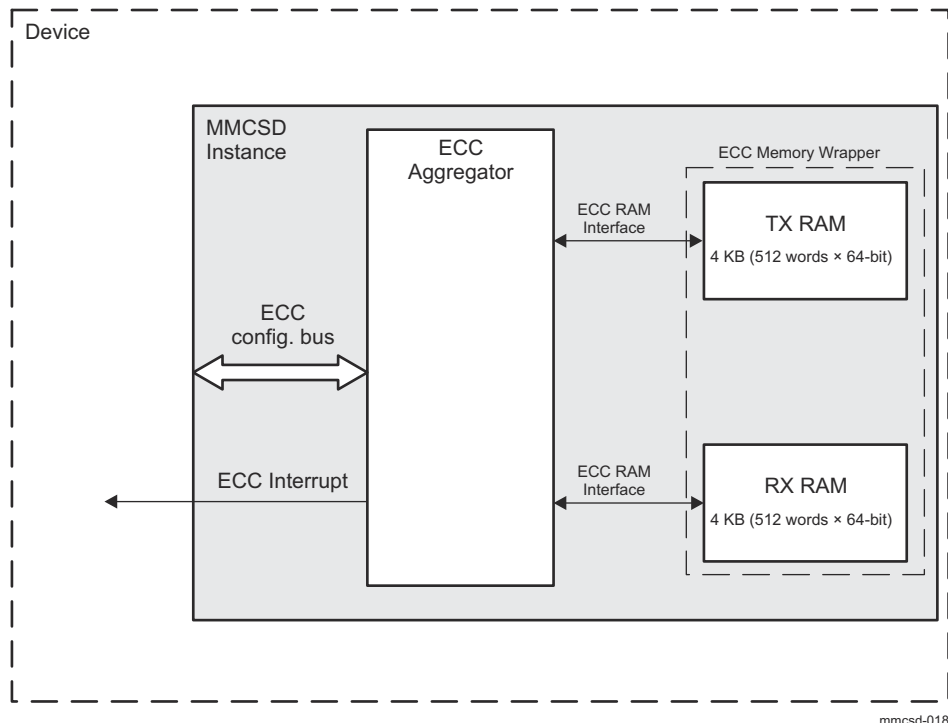 Device
MMCSD
Instance
ECC
Aggregator
ECC Memory Wrapper
ECC RAM
Interface
TX RAM
4 KB (512 words × 64-bit)
ECC
config. bus
ECC Interrupt
ECC RAM
Interface
RX RAM
4 KB (512 words × 64-bit)
mmcsd-018